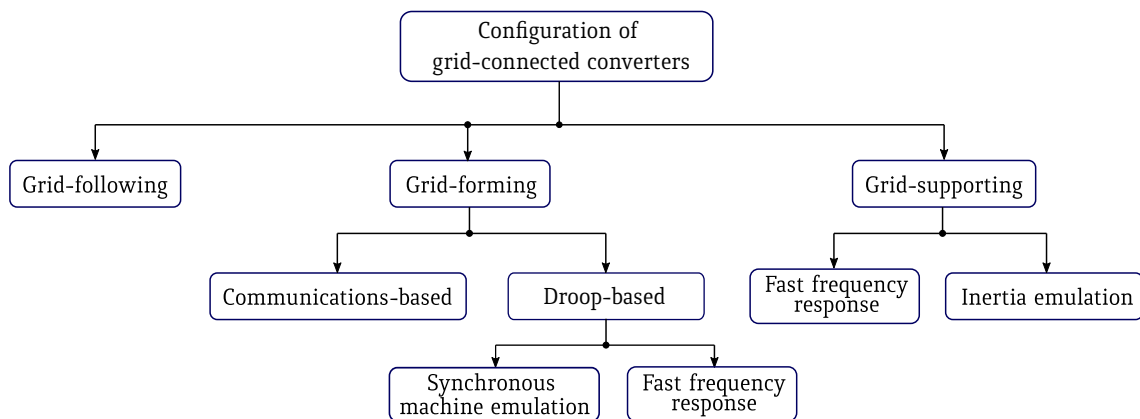 Configuration of
grid-connected converters
Grid-following
Grid-forming
Grid-supporting
Communications-based
Droop-based
Fast frequency
response
Inertia emulation
Synchronous
machine emulation
Fast frequency
response